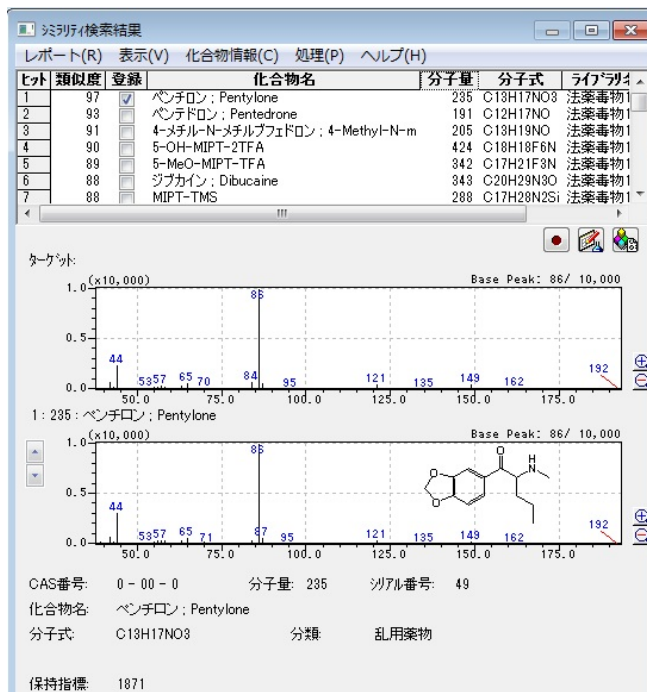 シミラリティ検索結果
レポート(R) 表示(V) 化合物情報(C) 処理(P) ヘルプ(H)
ヒット 類似度 登録 化合物名 分子量 分子式 ライブラリネ
1 97 ペンチロン ; Pentylone 235 C13H17NO3 法薬毒物1
2 93 ペンテドロン ; Pentedrone 191 C12H17NO 法薬毒物1
3 91 4-メチル-N-メチルブフェドロン ; 4-Methyl-N-m 205 C13H19NO 法薬毒物1
4 90 5-OH-MIPT-2TFA 424 C18H18F6N 法薬毒物1
5 89 5-MeO-MIPT-TFA 342 C17H21F3N 法薬毒物1
6 88 ジブカイン ; Dibucaine 343 C20H29N3O 法薬毒物1
7 88 MIPT-TMS 288 C17H28N2Si 法薬毒物1
ターゲット:
(x10,000) Base Peak: 86/ 10,000
1.0
86
0.5
44
5357 65 70 84 95 121 135 149 162 192
0.0
50.0 75.0 100.0 125.0 150.0 175.0
1 : 235 : ペンチロン ; Pentylone
(x10,000) Base Peak: 86/ 10,000
1.0
86
O H N
O O
0.5
44
5357 65 71 87 95 121 135 149 162 192
0.0
50.0 75.0 100.0 125.0 150.0 175.0
CAS番号: 0 - 00 - 0 分子量: 235 シリアル番号: 49
化合物名: ペンチロン ; Pentylone
分子式: C13H17NO3 分類: 乱用薬物
保持指標: 1871